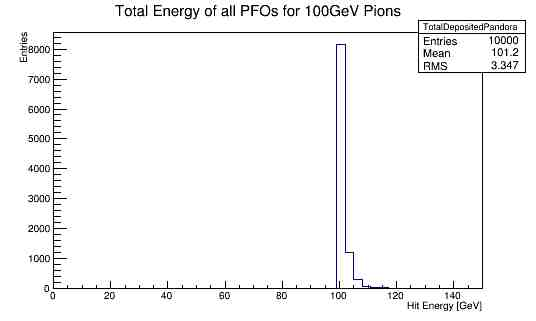 Total Energy of all PFOs for 100GeV Pions
TotalDepositedPandora
Entries 10000
Mean 101.2
RMS 3.347
Entries
8000
7000
6000
5000
4000
3000
2000
1000
0
0 20 40 60 80 100 120 140
Hit Energy [GeV]